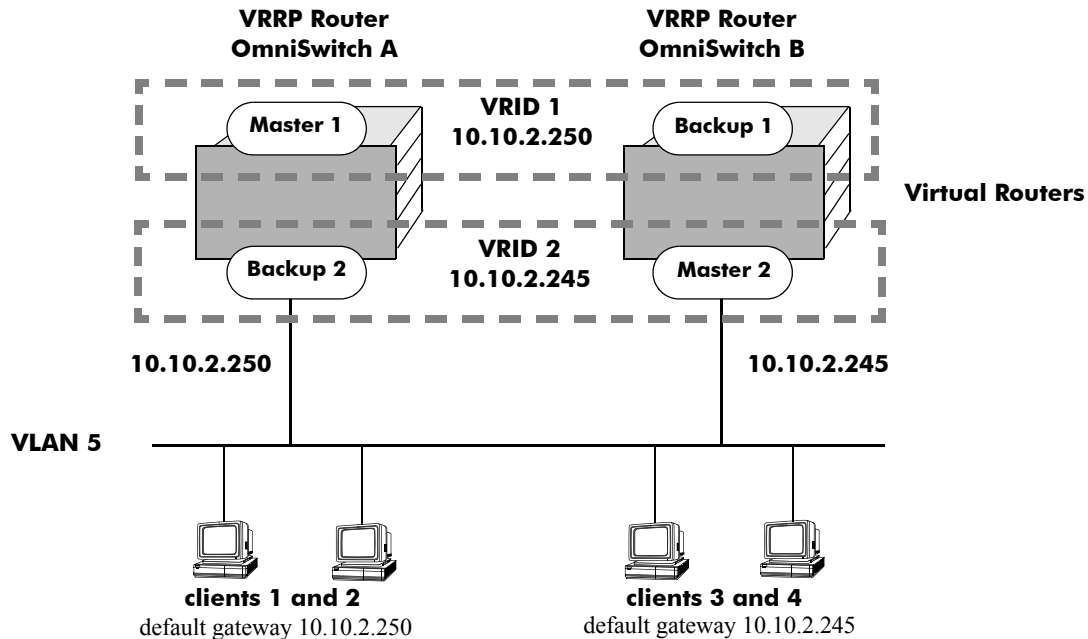 VRRP Router
OmniSwitch A
VRRP Router
OmniSwitch B
Master 1
VRID 1
10.10.2.250
Backup 1
Virtual Routers
Backup 2
VRID 2
10.10.2.245
Master 2
10.10.2.250
10.10.2.245
VLAN 5
clients 1 and 2
default gateway 10.10.2.250
clients 3 and 4
default gateway 10.10.2.245